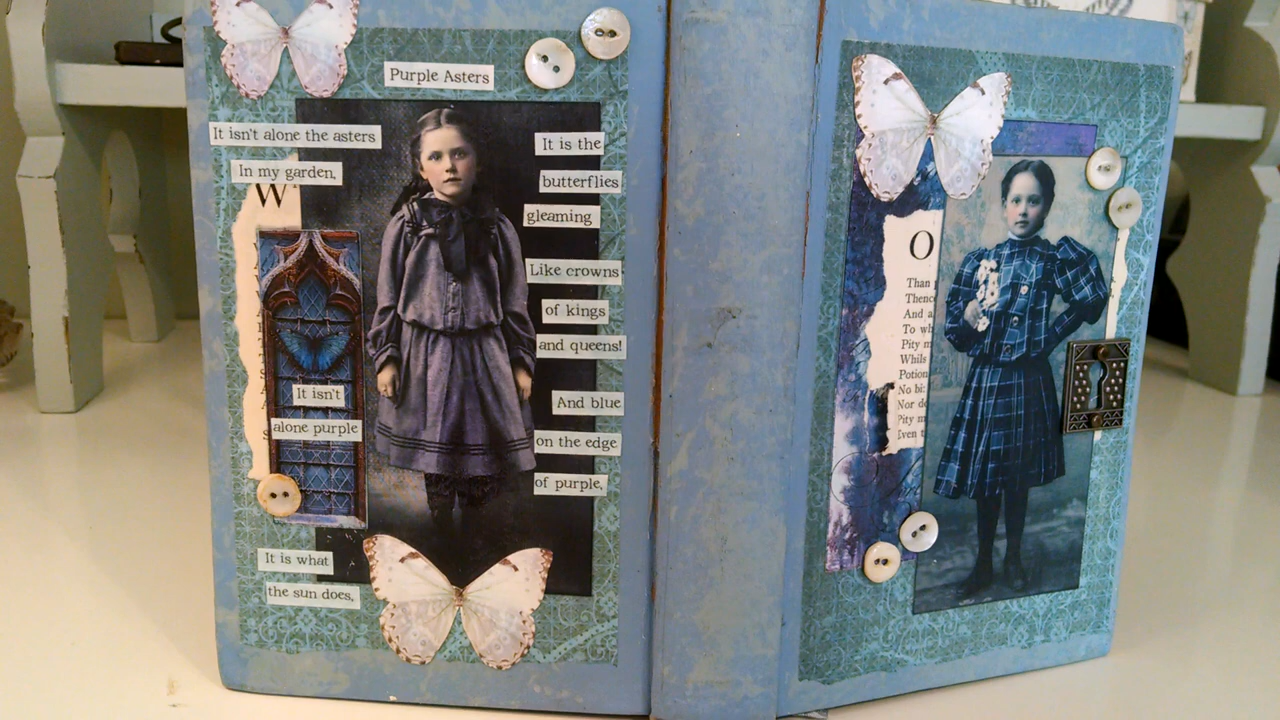 Purple Asters
It isn't alone the asters
In my garden,
It is the
butterflies
gleaming
Like crowns
of kings
and queens!
It isn't
alone purple
And blue
on the edge
of purple,
It is what
the sun does,
W
O
Than
Thence
And a
To wh
Pity m
Whils
Potion
No bi
Nor do
Pity m
Even t